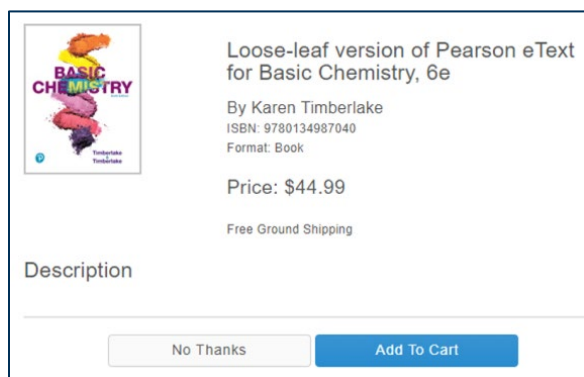 BASIC
CHEMISTRY
Timberlake
Timberlake
Loose-leaf version of Pearson eText
for Basic Chemistry, 6e
By Karen Timberlake
ISBN: 9780134987040
Format: Book
Price: $44.99
Free Ground Shipping
Description
No Thanks
Add To Cart